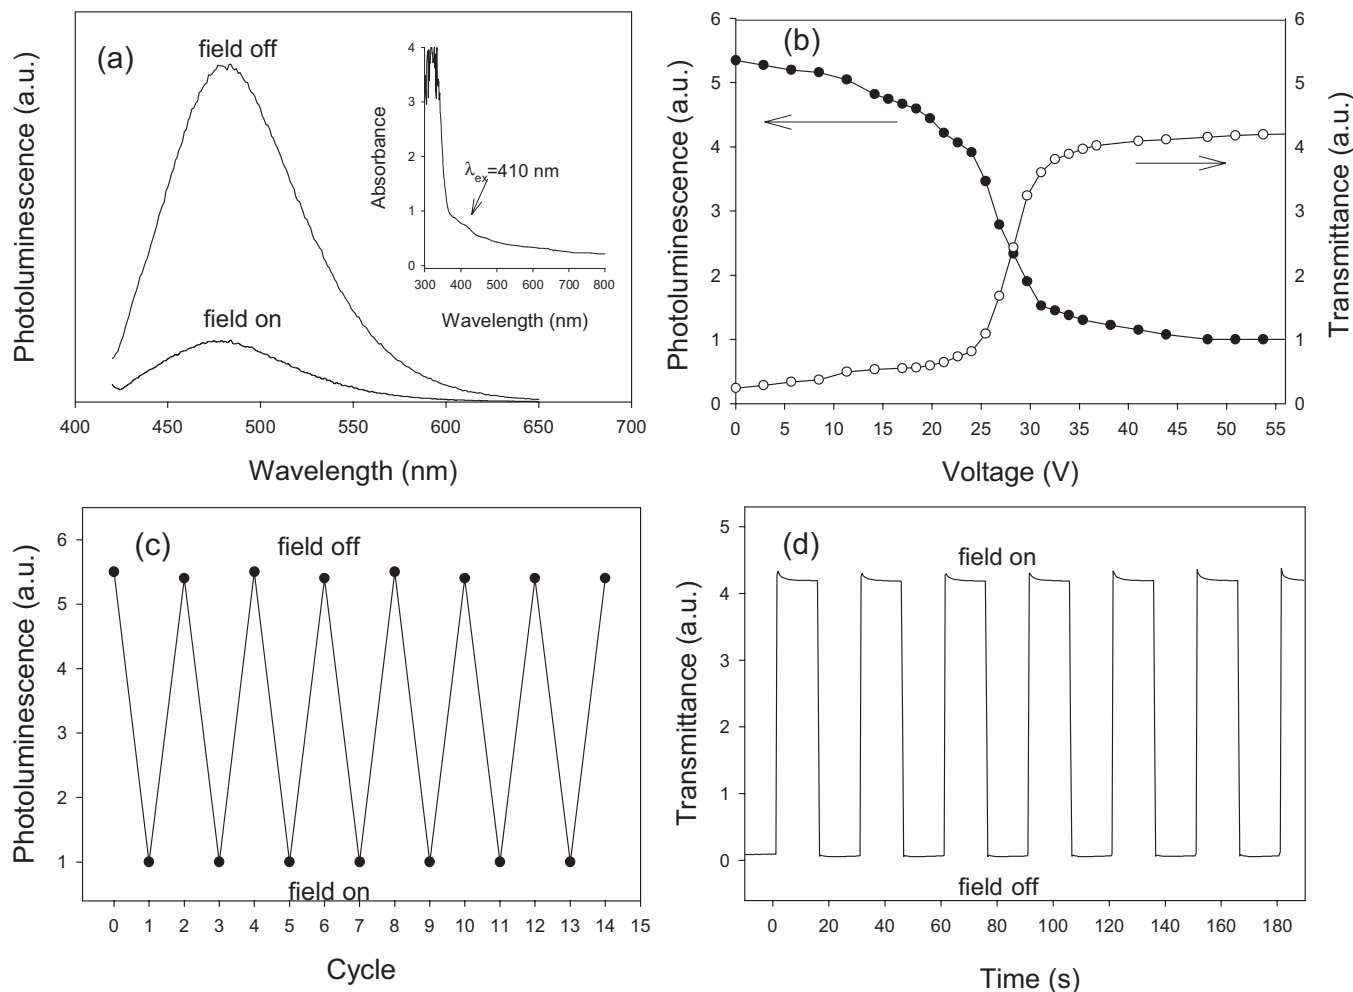 (a)
field off
field on
Photoluminescence (a.u.)
400 450 500 550 600 650 700
Wavelength (nm)
4
3
2
1
0
Absorbance
λex=410 nm
300 400 500 600 700 800
Wavelength (nm)
(b)
6
5
4
3
2
1
0
Photoluminescence (a.u.)
6
5
4
3
2
1
0
Transmittance (a.u.)
0 5 10 15 20 25 30 35 40 45 50 55
Voltage (V)
(c)
field off
field on
6
5
4
3
2
1
Photoluminescence (a.u.)
0 1 2 3 4 5 6 7 8 9 10 11 12 13 14 15
Cycle
(d)
field on
field off
5
4
3
2
1
0
Transmittance (a.u.)
0 20 40 60 80 100 120 140 160 180
Time (s)